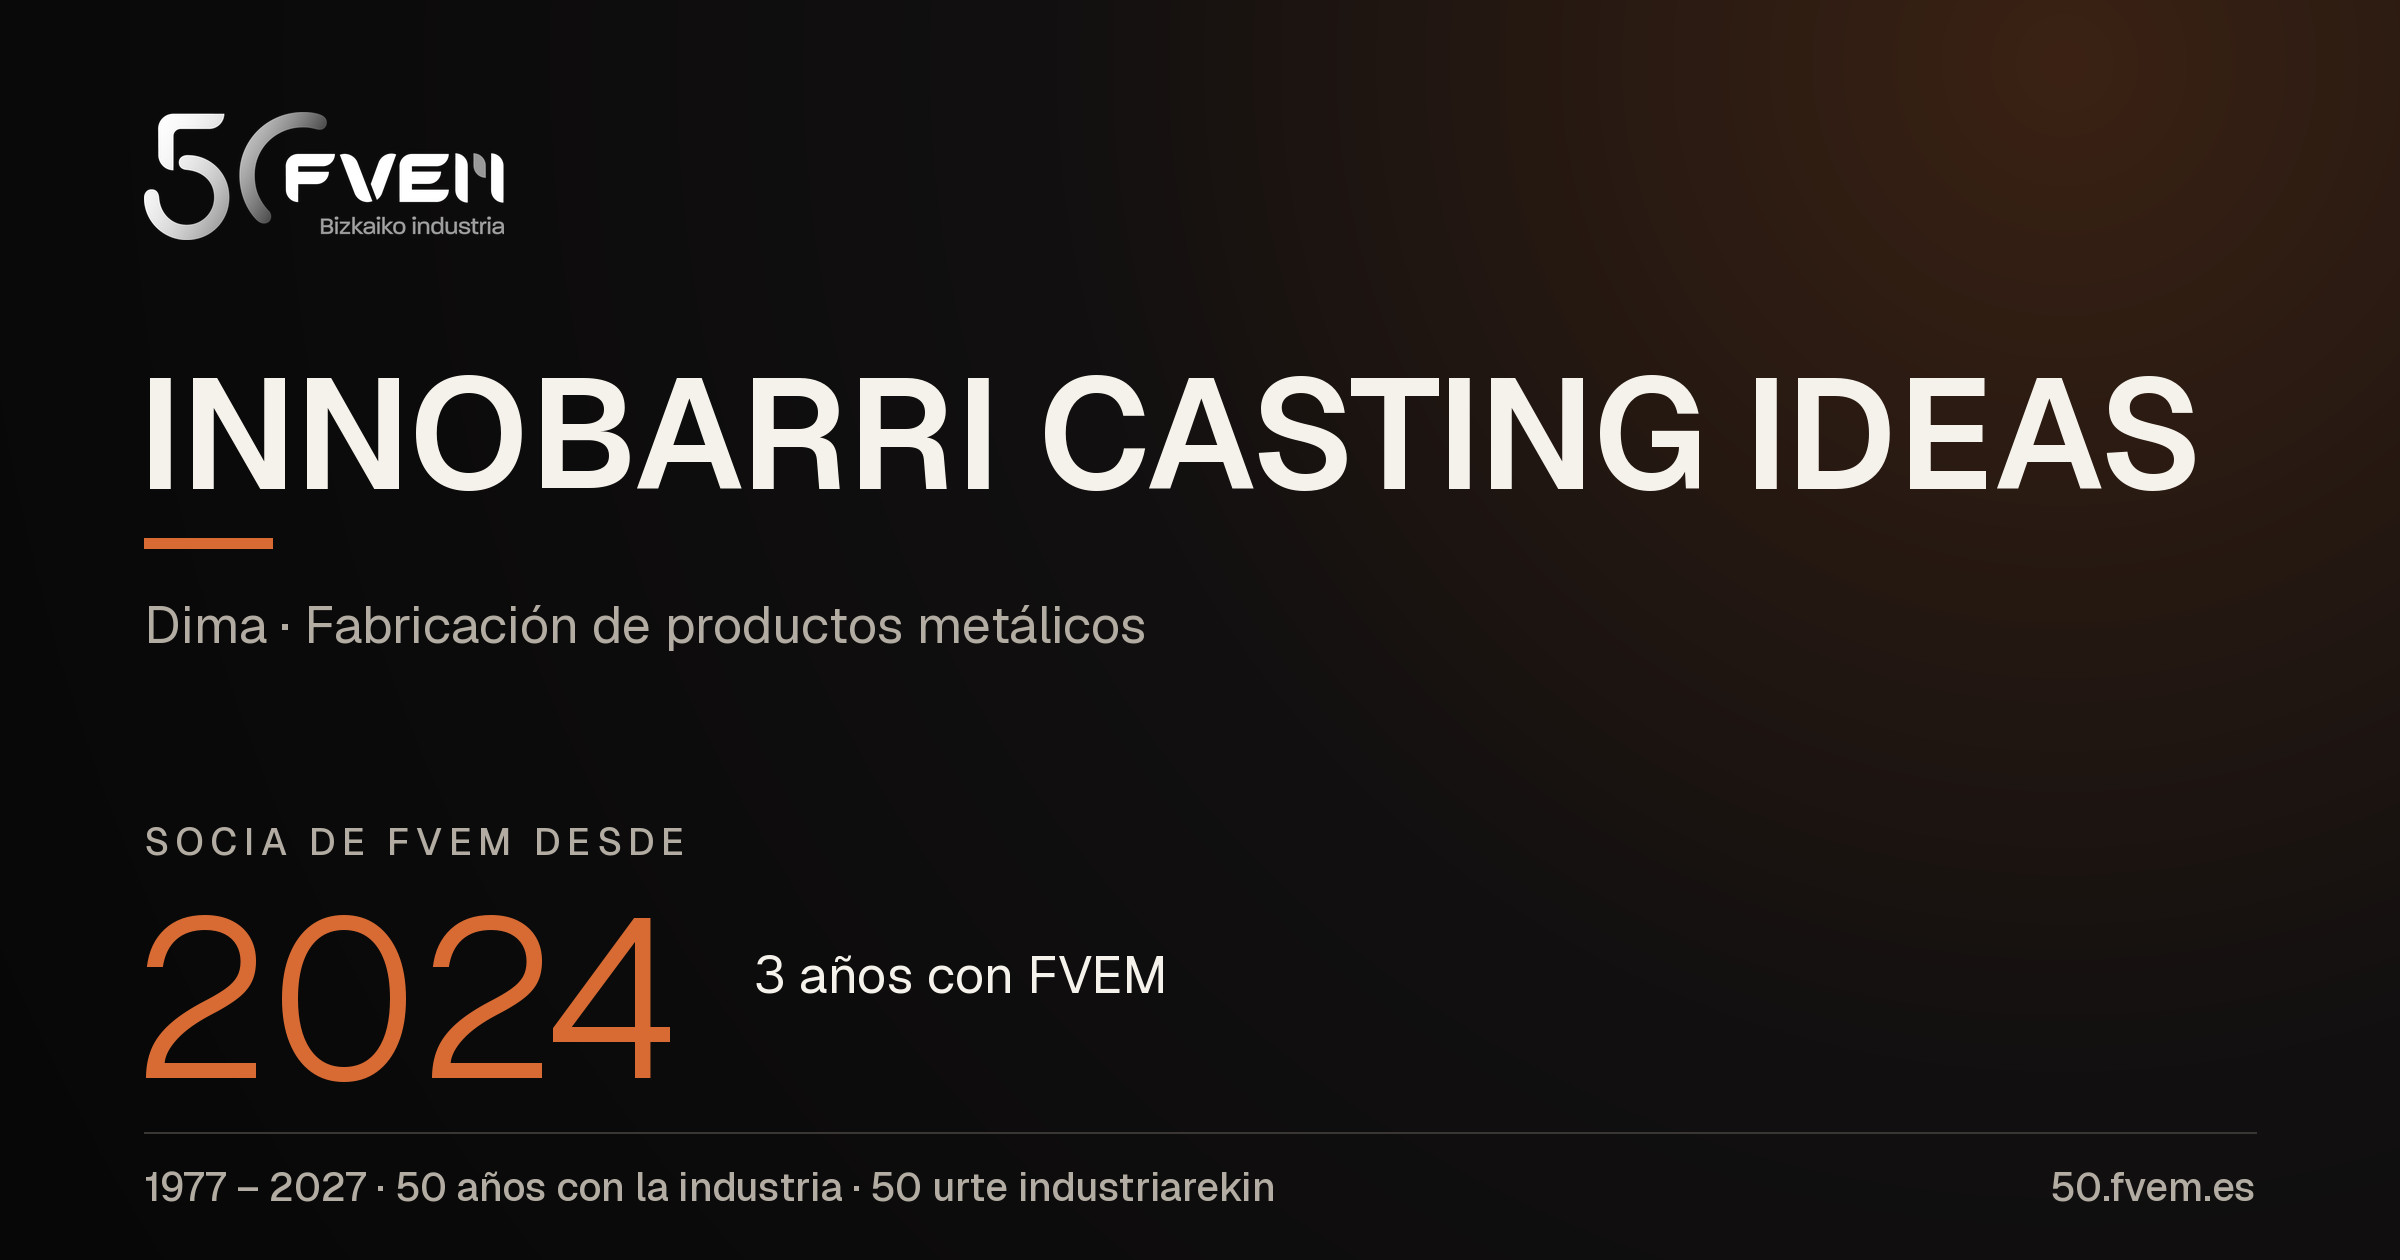 50 FVEM
Bizkaiko industria
INNOBARRI CASTING IDEAS
Dima · Fabricación de productos metálicos
SOCIA DE FVEM DESDE
2024
3 años con FVEM
1977 – 2027 · 50 años con la industria · 50 urte industriarekin
50.fvem.es